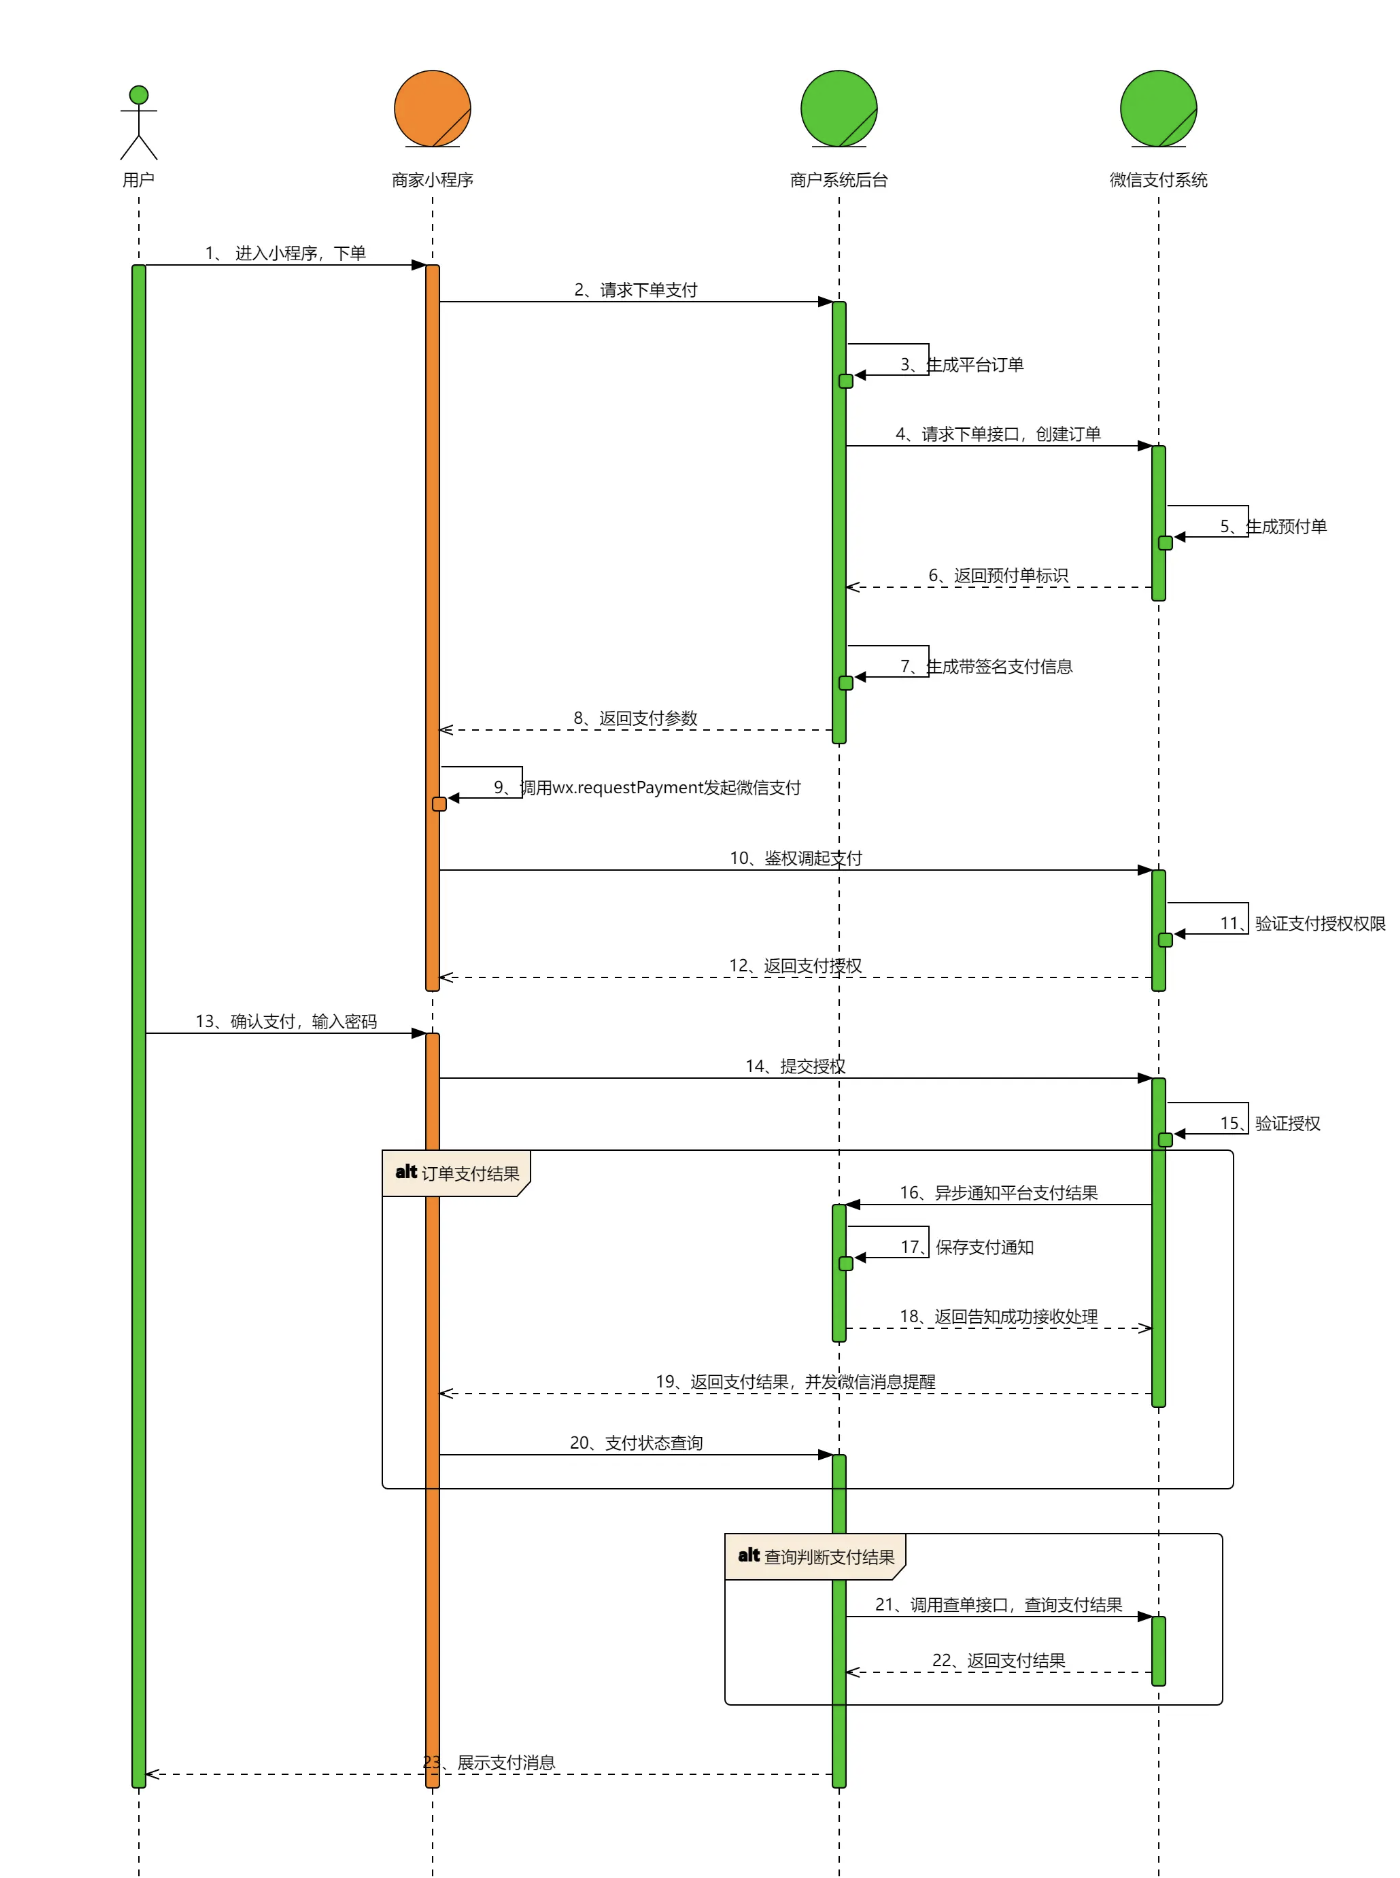 用户
商家小程序
商户系统后台
微信支付系统
1、 进入小程序，下单
2、请求下单支付
3、生成平台订单
4、请求下单接口，创建订单
5、生成预付单
6、返回预付单标识
7、生成带签名支付信息
8、返回支付参数
9、调用wx.requestPayment发起微信支付
10、鉴权调起支付
11、验证支付授权权限
12、返回支付授权
13、确认支付，输入密码
14、提交授权
15、验证授权
alt 订单支付结果
16、异步通知平台支付结果
17、保存支付通知
18、返回告知成功接收处理
19、返回支付结果，并发微信消息提醒
20、支付状态查询
alt 查询判断支付结果
21、调用查单接口，查询支付结果
22、返回支付结果
23、展示支付消息